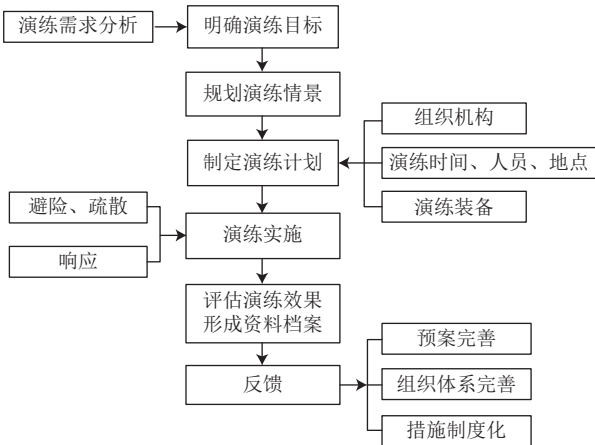 演练需求分析
明确演练目标
规划演练情景
组织机构
制定演练计划
演练时间、人员、地点
演练装备
避险、疏散
演练实施
响应
评估演练效果
形成资料档案
预案完善
反馈
组织体系完善
措施制度化